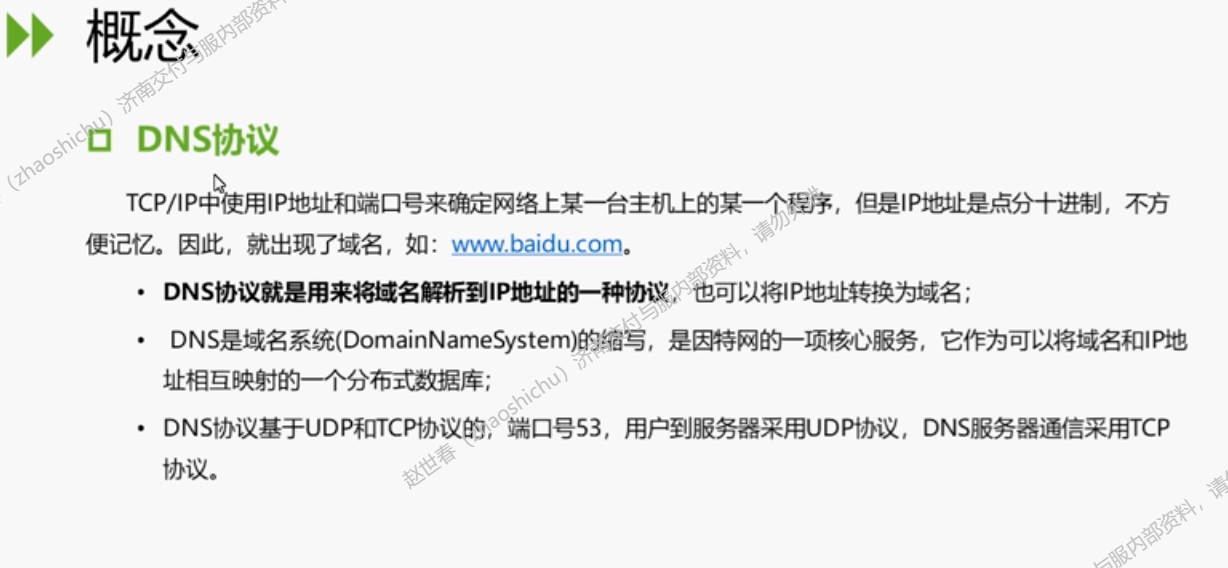 概念
DNS协议
TCP/IP中使用IP地址和端口号来确定网络上某一台主机上的某一个程序，但是IP地址是点分十进制，不方
便记忆。因此，就出现了域名，如：www.baidu.com。
• DNS协议就是用来将域名解析到IP地址的一种协议，也可以将IP地址转换为域名；
• DNS是域名系统(DomainNameSystem)的缩写，是因特网的一项核心服务，它作为可以将域名和IP地
址相互映射的一个分布式数据库；
• DNS协议基于UDP和TCP协议的，端口号53，用户到服务器采用UDP协议，DNS服务器通信采用TCP
协议。
（zhaoshichu）济南交付与服内部资料
赵世春（zhaoshichu）济南交付与服内部资料，请勿外
与服内部资料，请